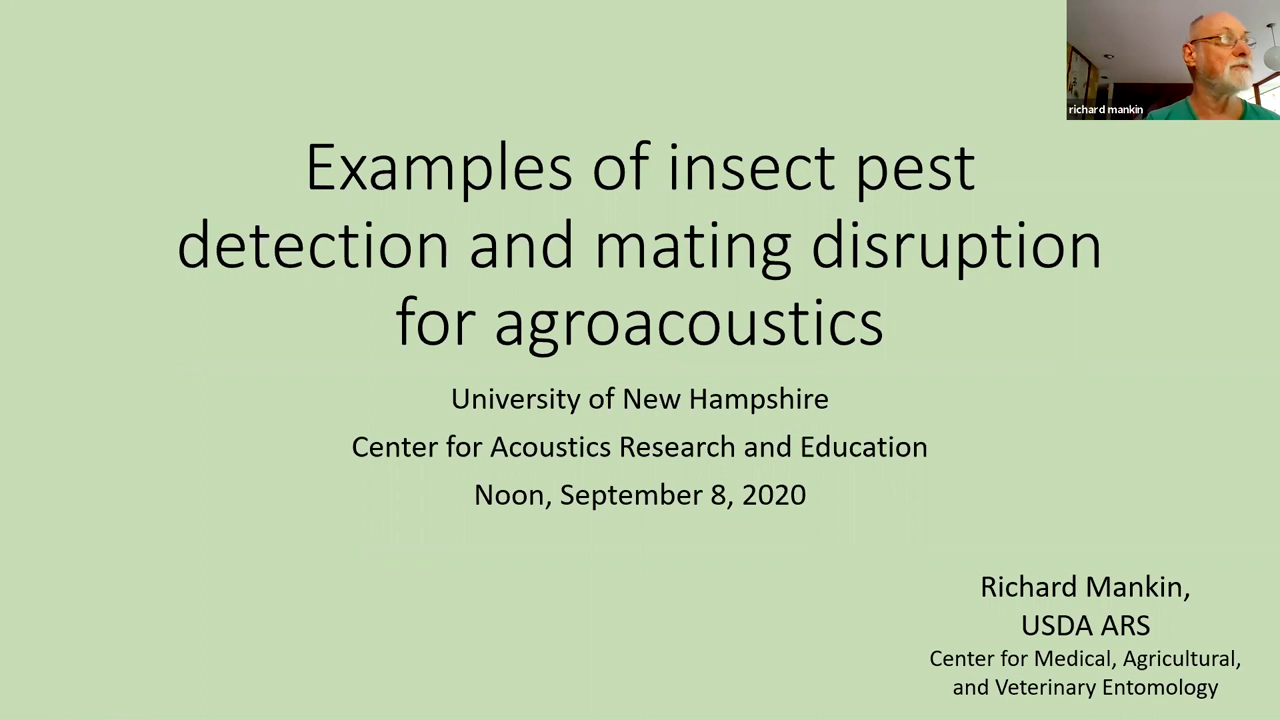 richard mankin
Examples of insect pest
detection and mating disruption
for agroacoustics
University of New Hampshire
Center for Acoustics Research and Education
Noon, September 8, 2020
Richard Mankin,
USDA ARS
Center for Medical, Agricultural,
and Veterinary Entomology